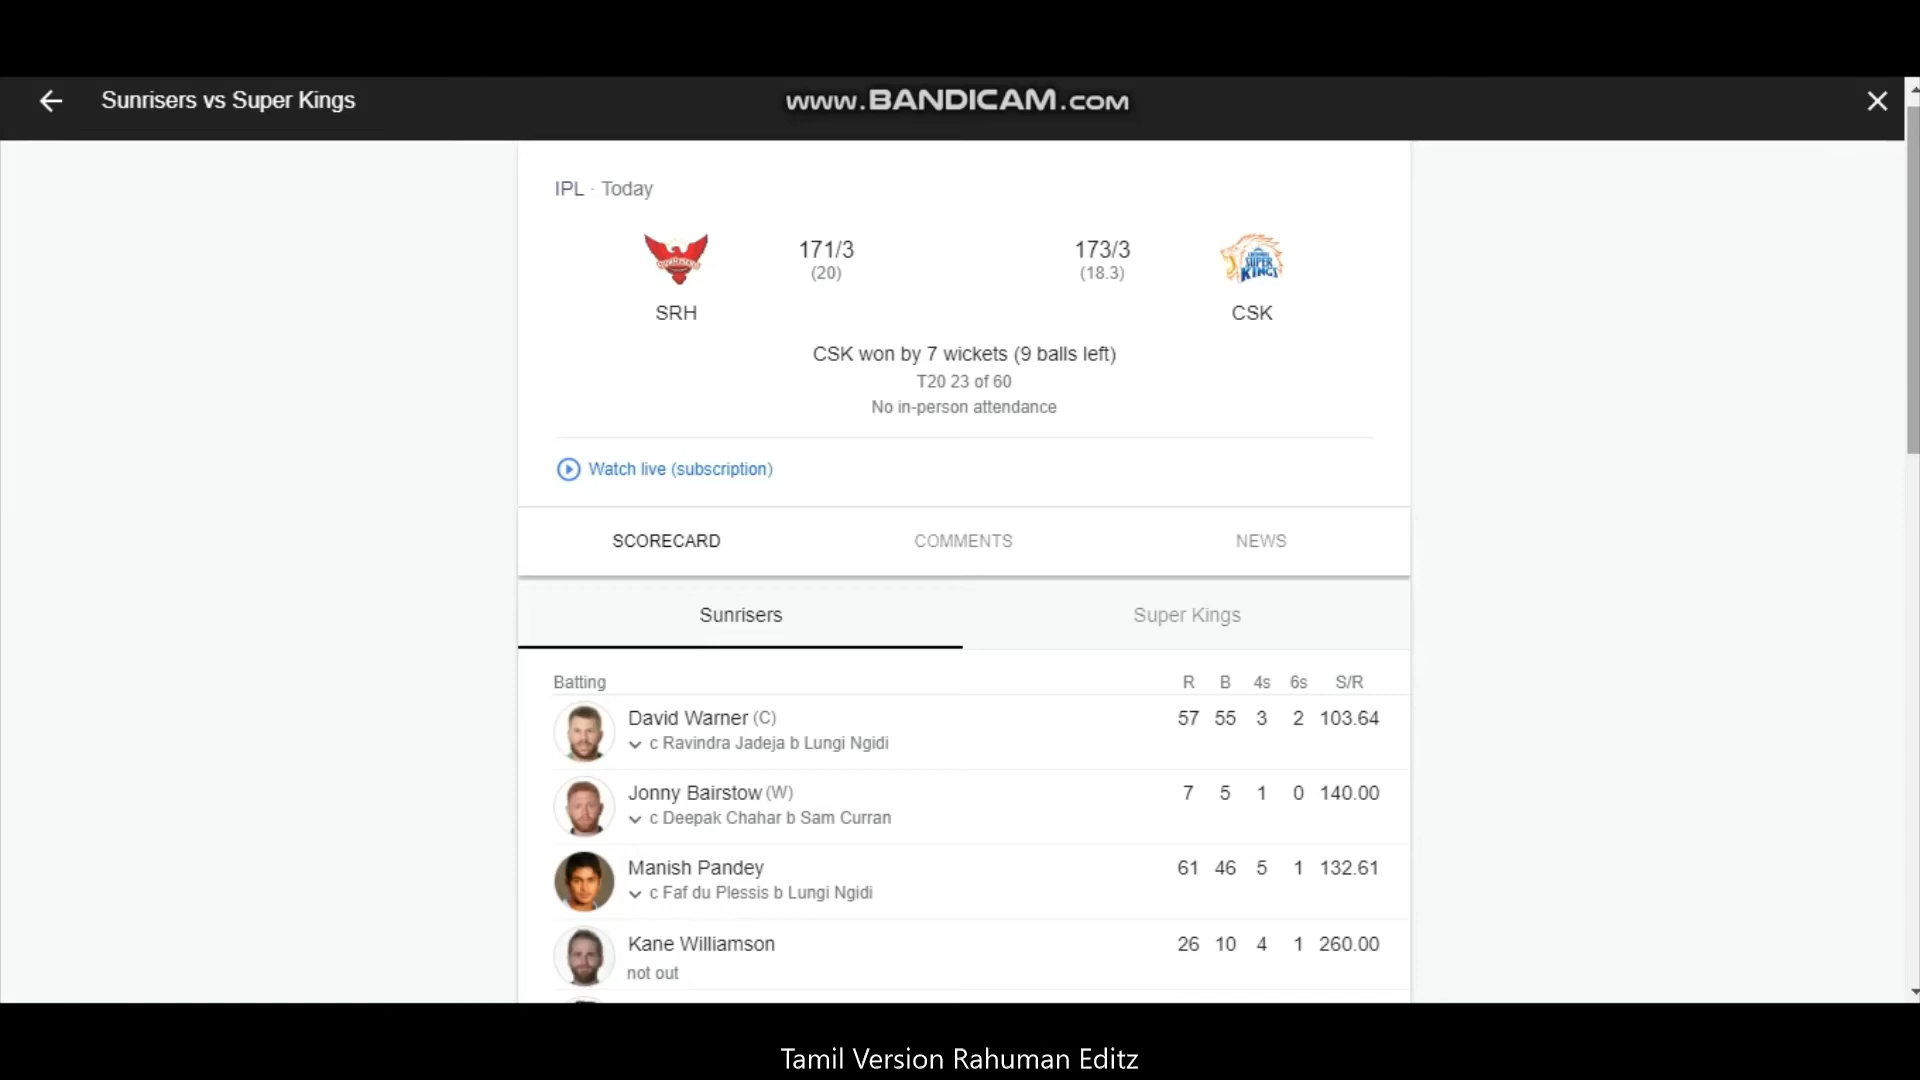 Sunrisers vs Super Kings
www.BANDICAM.com
IPL · Today
171/3
173/3
(20)
(18.3)
SUPER
KINGS
SRH
CSK
CSK won by 7 wickets (9 balls left)
T20 23 of 60
No in-person attendance
Watch live (subscription)
SCORECARD COMMENTS NEWS
Sunrisers Super Kings
Batting R B 4s 6s S/R
David Warner (C) 57 55 3 2 103.64
c Ravindra Jadeja b Lungi Ngidi
Jonny Bairstow (W) 7 5 1 0 140.00
c Deepak Chahar b Sam Curran
Manish Pandey 61 46 5 1 132.61
c Faf du Plessis b Lungi Ngidi
Kane Williamson 26 10 4 1 260.00
not out
Tamil Version Rahuman Editz